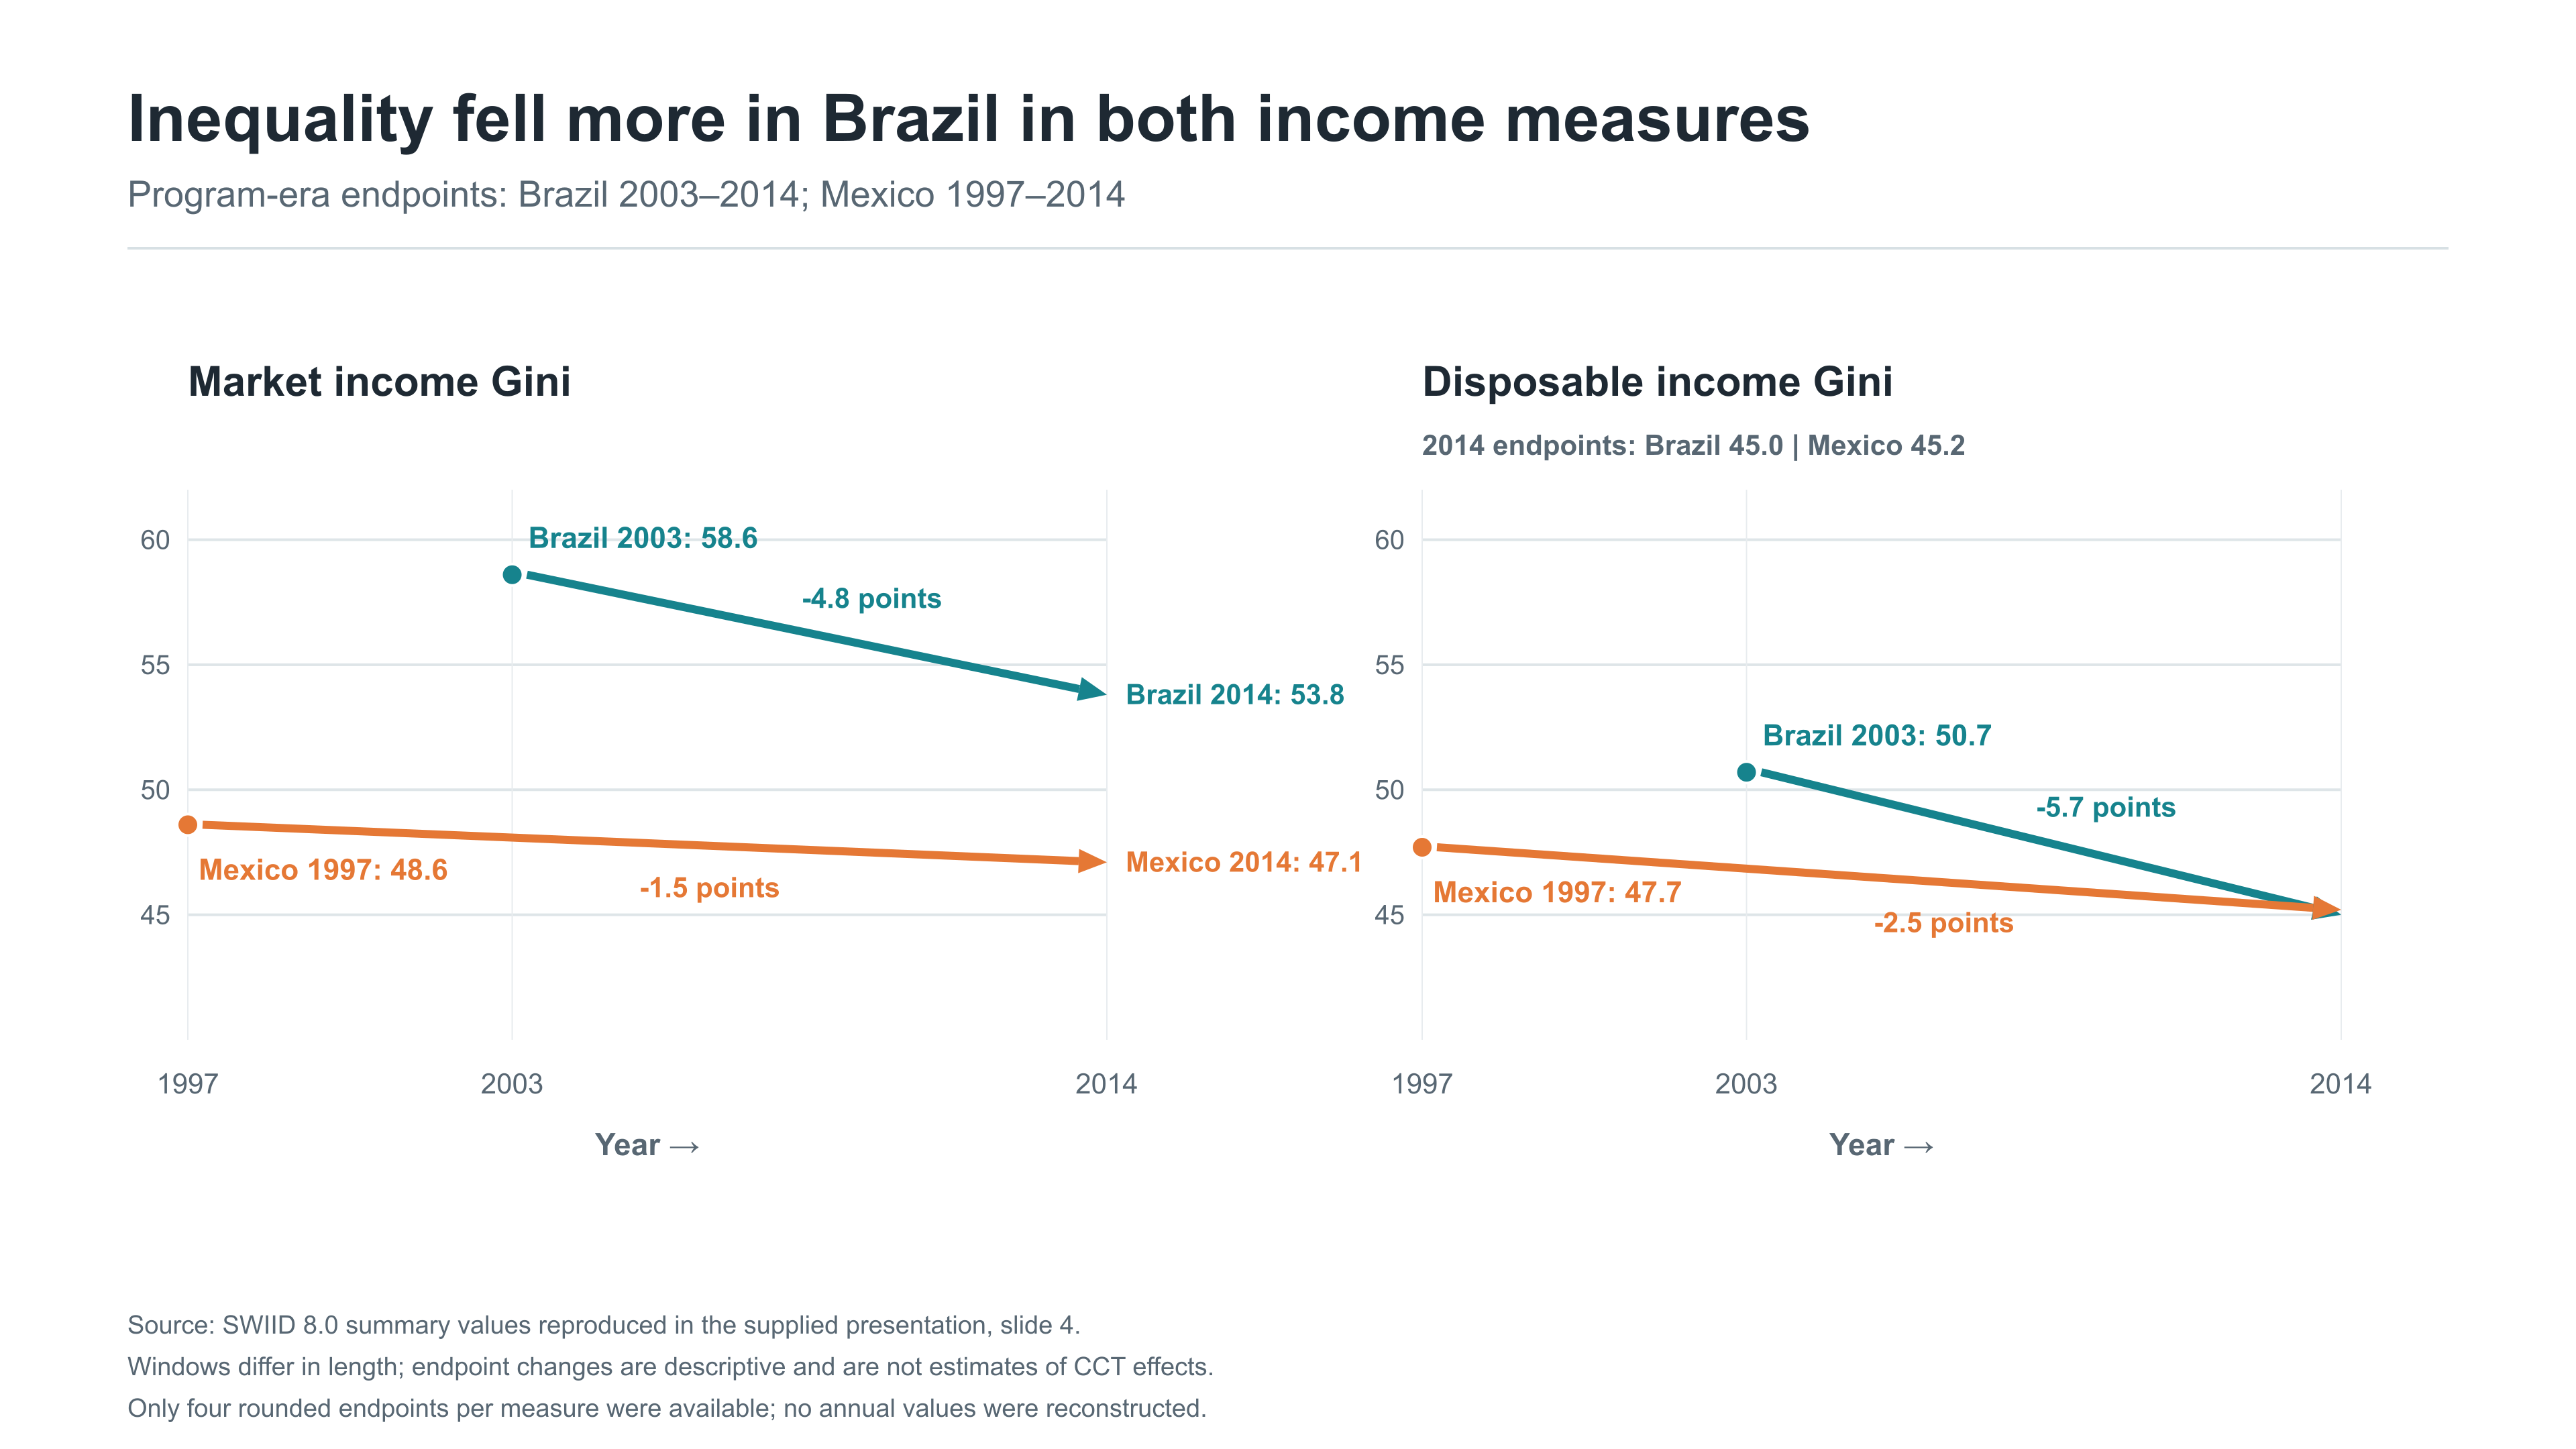 Inequality fell more in Brazil in both income measures
Program-era endpoints: Brazil 2003–2014; Mexico 1997–2014
Market income Gini
60
55
50
45
Brazil 2003: 58.6
-4.8 points
Brazil 2014: 53.8
Mexico 1997: 48.6
-1.5 points
Mexico 2014: 47.1
1997
2003
2014
Year →
Disposable income Gini
2014 endpoints: Brazil 45.0 | Mexico 45.2
60
55
50
45
Brazil 2003: 50.7
-5.7 points
Mexico 1997: 47.7
-2.5 points
1997
2003
2014
Year →
Source: SWIID 8.0 summary values reproduced in the supplied presentation, slide 4.
Windows differ in length; endpoint changes are descriptive and are not estimates of CCT effects.
Only four rounded endpoints per measure were available; no annual values were reconstructed.